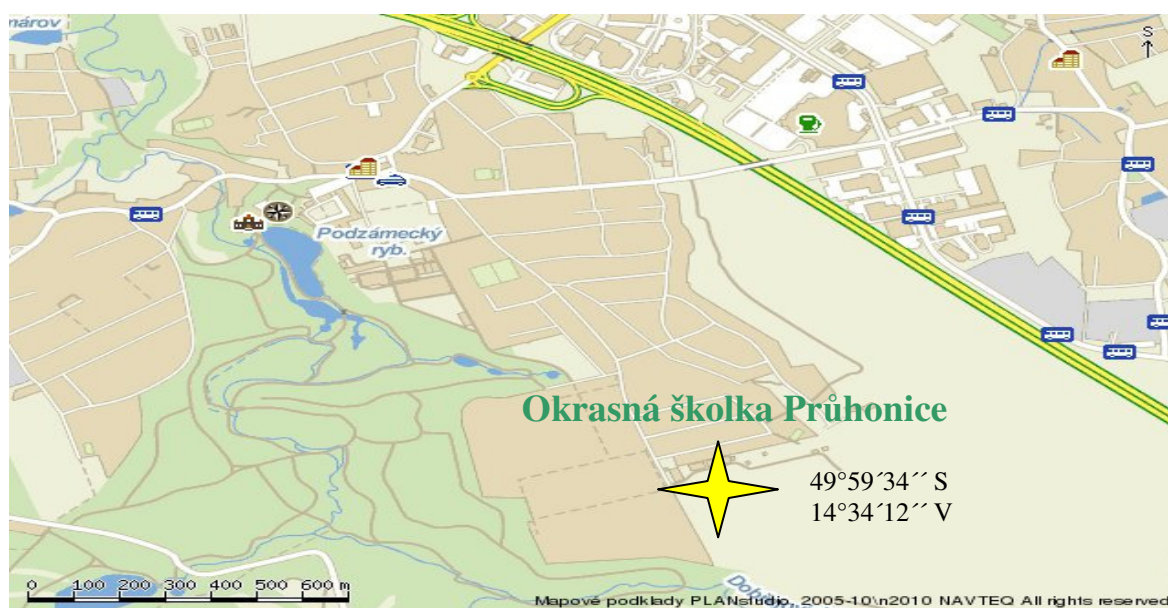 nárov
S
Podzámecký
ryb.
Okrasná školka Průhonice
49°59´34´´ S
14°34´12´´ V
0 100 200 300 400 500 600 m
Mapové podklady PLANstudio, 2005-10\n2010 NAVTEQ All rights reserved